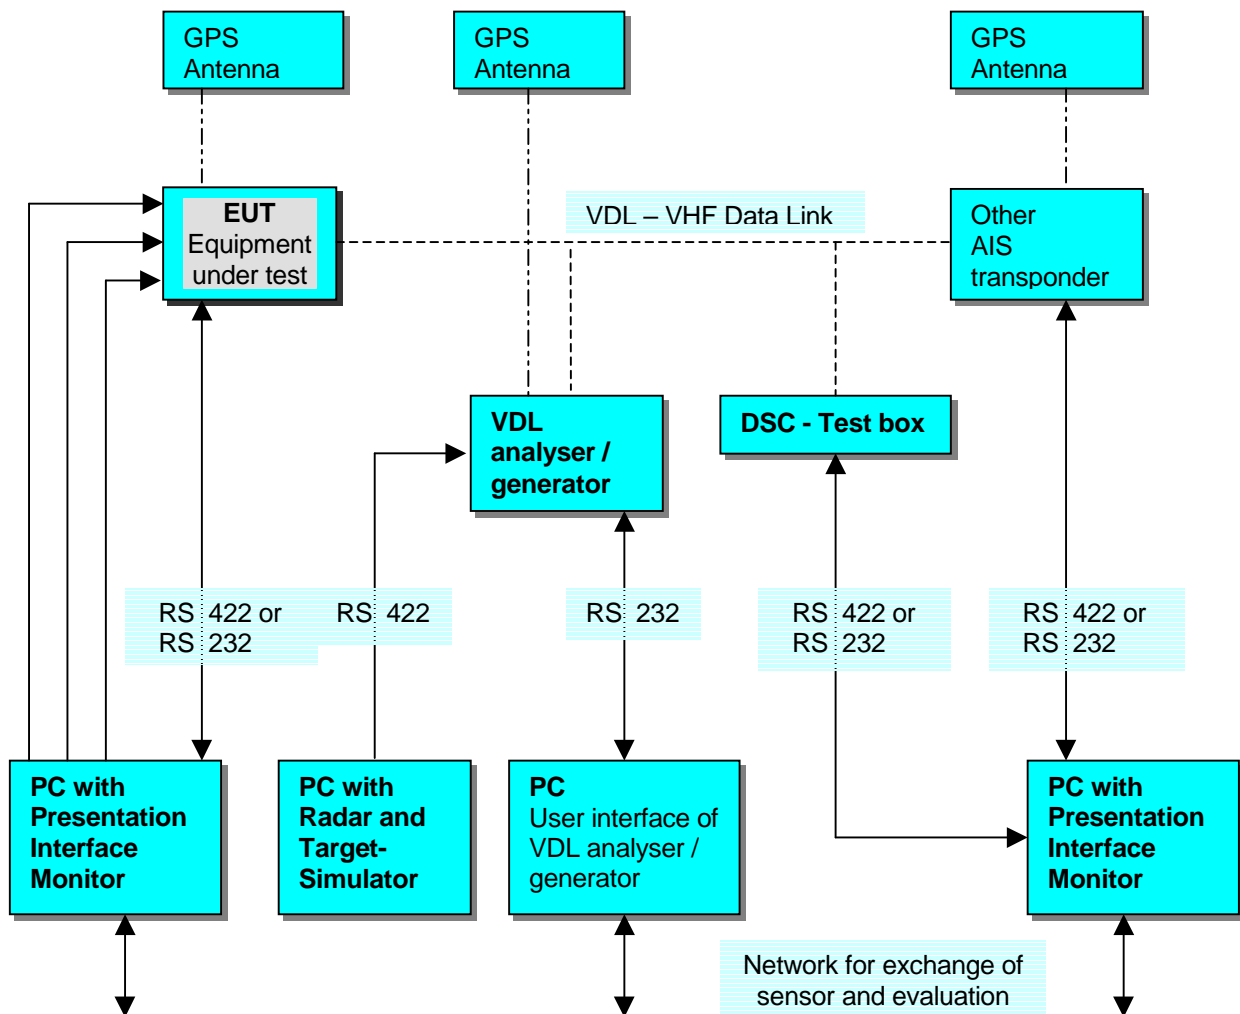 GPS
Antenna
GPS
Antenna
GPS
Antenna
EUT
Equipment
under test
VDL – VHF Data Link
Other
AIS
transponder
VDL
analyser /
generator
DSC - Test box
RS 422 or
RS 232
RS 422
RS 232
RS 422 or
RS 232
RS 422 or
RS 232
PC with
Presentation
Interface
Monitor
PC with
Radar and
Target-
Simulator
PC
User interface of
VDL analyser /
generator
PC with
Presentation
Interface
Monitor
Network for exchange of
sensor and evaluation